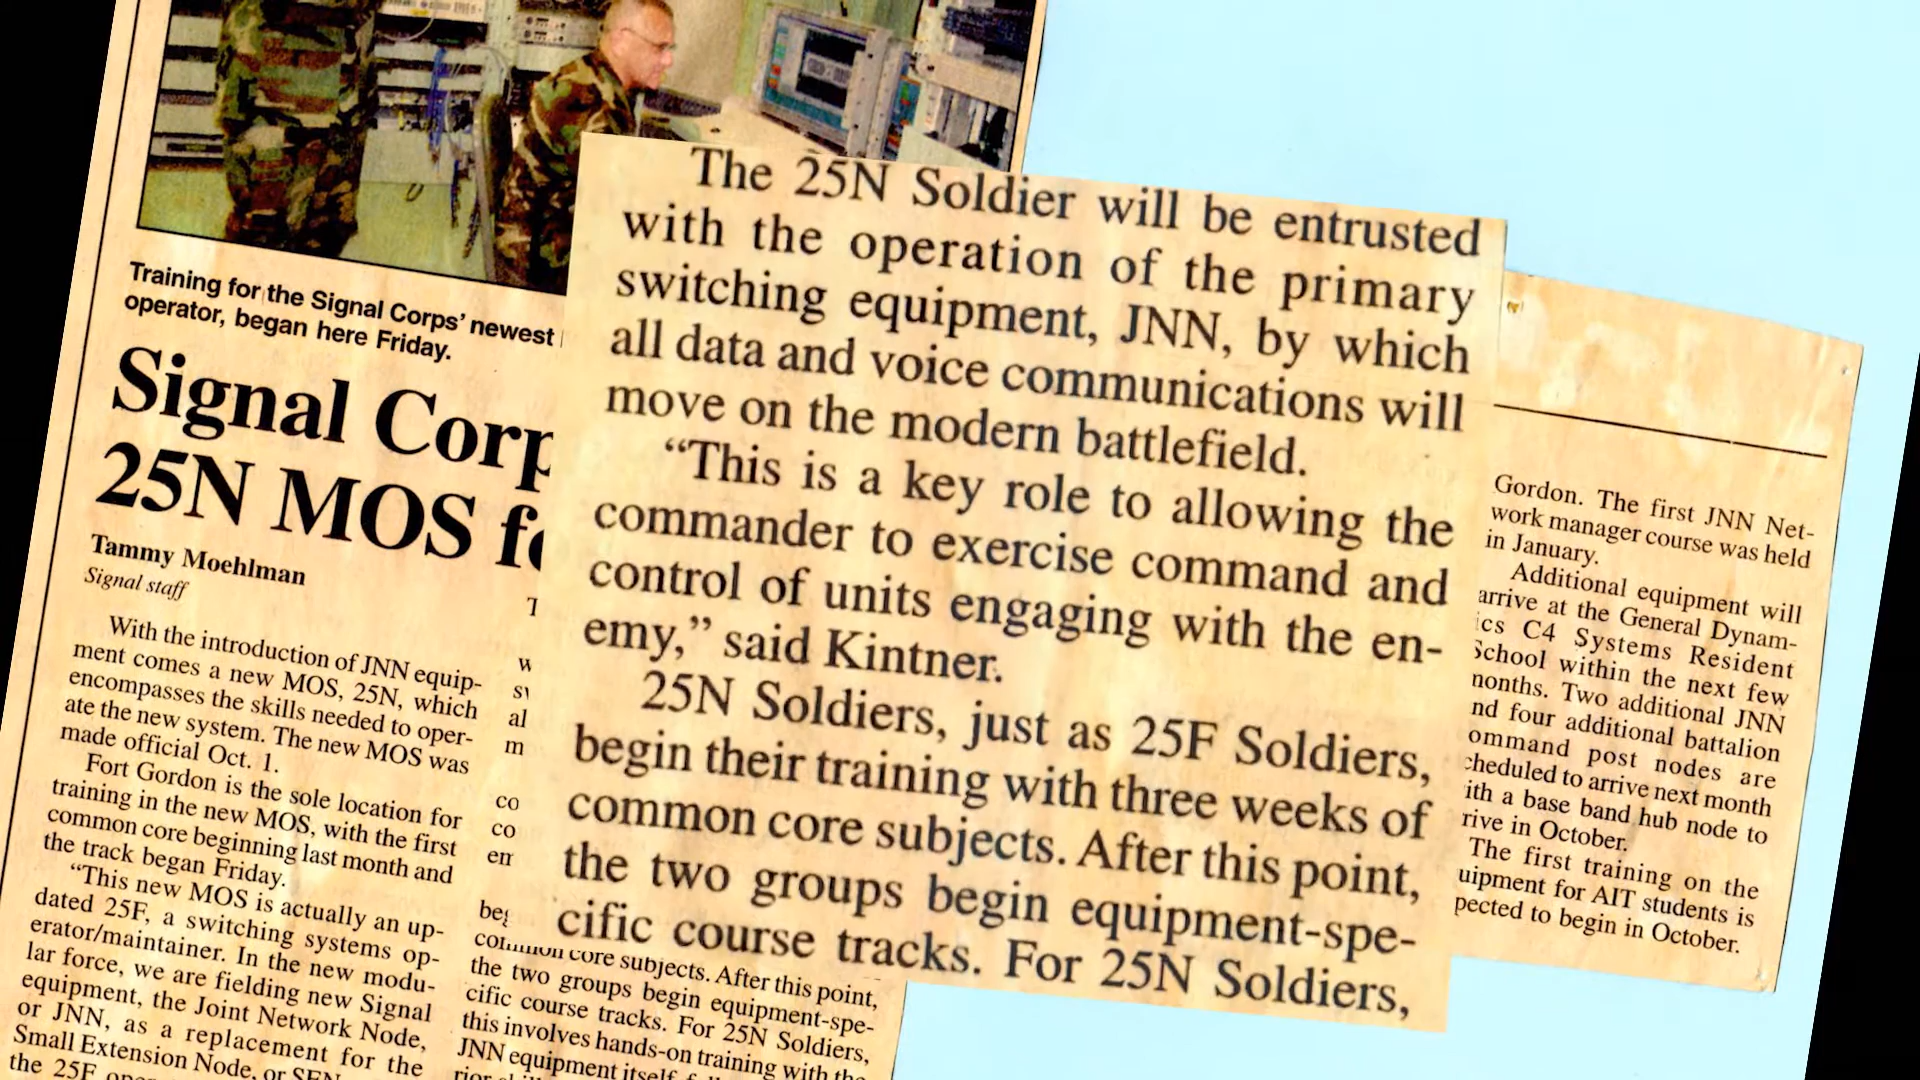 Training for the Signal Corps' newest
operator, began here Friday.
Signal Corp
25N MOS fo
Tammy Moehlman
Signal staff
With the introduction of JNN equip-
ment comes a new MOS, 25N, which
encompasses the skills needed to oper-
ate the new system. The new MOS was
made official Oct. 1.
Fort Gordon is the sole location for
training in the new MOS, with the first
common core beginning last month and
the track began Friday.
"This new MOS is actually an up-
dated 25F, a switching systems op-
erator/maintainer. In the new modu-
lar force, we are fielding new Signal
equipment, the Joint Network Node,
or JNN, as a replacement for the
Small Extension Node, or SEN
the 25F
The 25N Soldier will be entrusted
with the operation of the primary
switching equipment, JNN, by which
all data and voice communications will
move on the modern battlefield.
"This is a key role to allowing the
commander to exercise command and
control of units engaging with the en-
emy," said Kintner.
25N Soldiers, just as 25F Soldiers,
begin their training with three weeks of
common core subjects. After this point,
the two groups begin equipment-spe-
cific course tracks. For 25N Soldiers,
al
m
co
co
common core subjects. After this point,
the two groups begin equipment-spe-
cific course tracks. For 25N Soldiers,
this involves hands-on training with the
JNN equipment itself,
Gordon. The first JNN Net-
work manager course was held
in January.
Additional equipment will
arrive at the General Dynam-
ics C4 Systems Resident
School within the next few
months. Two additional JNN
nd four additional battalion
ommand post nodes are
cheduled to arrive next month
ith a base band hub node to
rive in October.
The first training on the
uipment for AIT students is
pected to begin in October.